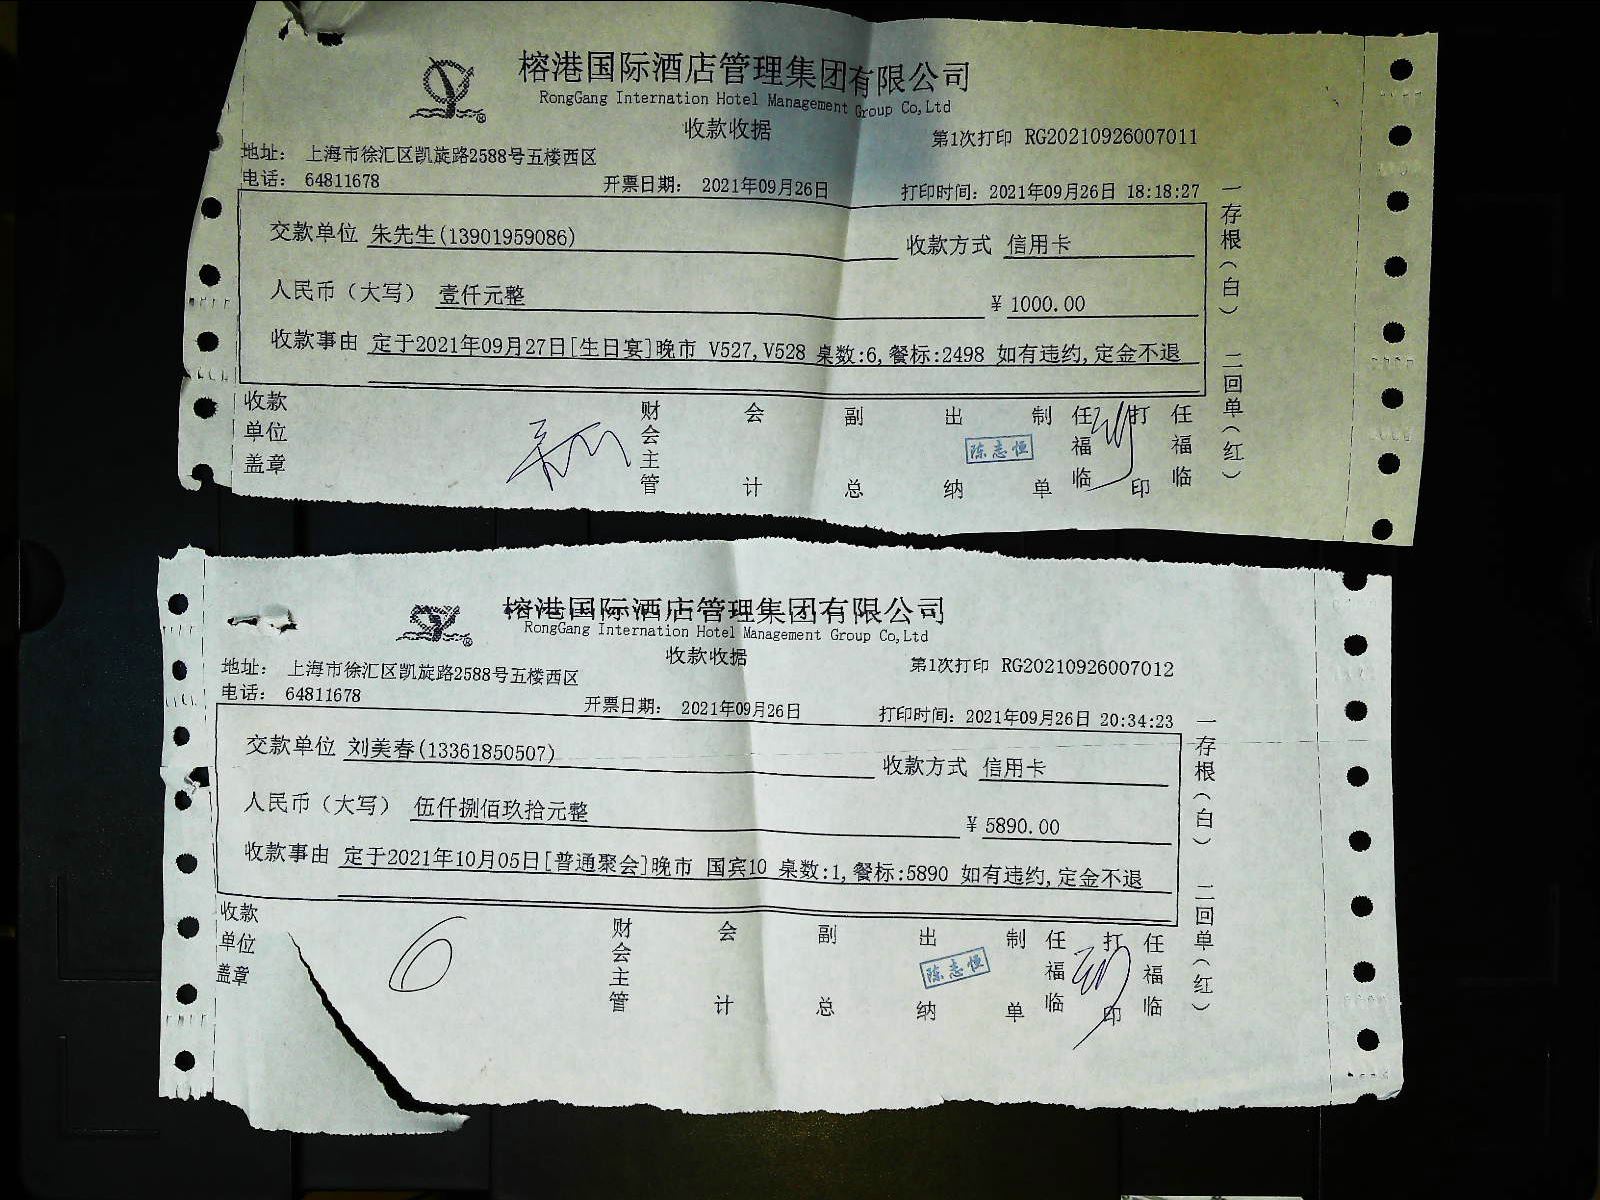 榕港国际酒店管理集团有限公司
RongGang Internation Hotel Management Group Co,Ltd
收款收据
第1次打印 RG20210926007011
地址： 上海市徐汇区凯旋路2588号五楼西区
电话： 64811678
开票日期： 2021年09月26日
打印时间：2021年09月26日 18:18:27
交款单位 朱先生(13901959086)
收款方式 信用卡
人民币（大写） 壹仟元整
¥ 1000.00
收款事由 定于2021年09月27日[生日宴]晚市 V527,V528 桌数:6,餐标:2498 如有违约,定金不退
收款单位盖章
财会主管
会计
副总
出纳
陈志恒
制单
任福临
打印
任福临
一存根（白） 二回单（红）
榕港国际酒店管理集团有限公司
RongGang Internation Hotel Management Group Co,Ltd
收款收据
第1次打印 RG20210926007012
地址： 上海市徐汇区凯旋路2588号五楼西区
电话： 64811678
开票日期： 2021年09月26日
打印时间：2021年09月26日 20:34:23
交款单位 刘美春(13361850507)
收款方式 信用卡
人民币（大写） 伍仟捌佰玖拾元整
¥ 5890.00
收款事由 定于2021年10月05日[普通聚会]晚市 国宾10 桌数:1,餐标:5890 如有违约,定金不退
收款单位盖章
财会主管
会计
副总
出纳
陈志恒
制单
任福临
打印
任福临
一存根（白） 二回单（红）